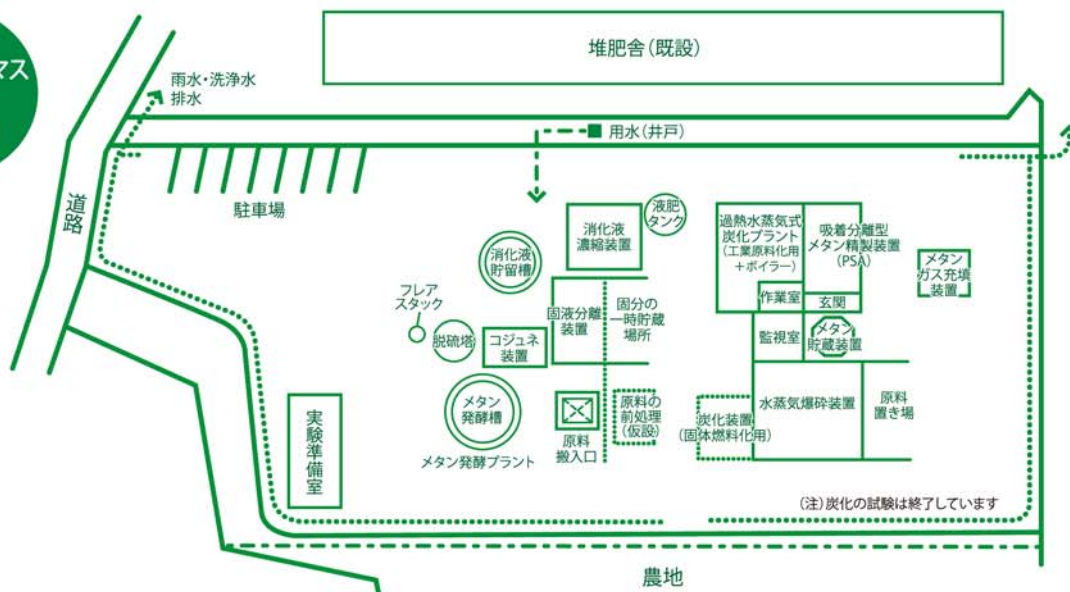 マス
堆肥舎(既設)
雨水・洗浄水
排水
用水(井戸)
道路
駐車場
消化液
濃縮装置
液肥
タンク
過熱水蒸気式
炭化プラント
(工業原料化用
+ボイラー)
吸着分離型
メタン精製装置
(PSA)
メタン
ガス充填
装置
消化液
貯留槽
作業室
玄関
フレア
スタック
脱硫塔
コジュネ
装置
固液分離
装置
固分の
一時貯蔵
場所
監視室
メタン
貯蔵装置
メタン
発酵槽
メタン発酵プラント
原料
搬入口
原料の
前処理
(仮設)
炭化装置
(固体燃料化用)
水蒸気爆砕装置
原料
置き場
実験準備室
(注)炭化の試験は終了しています
農地